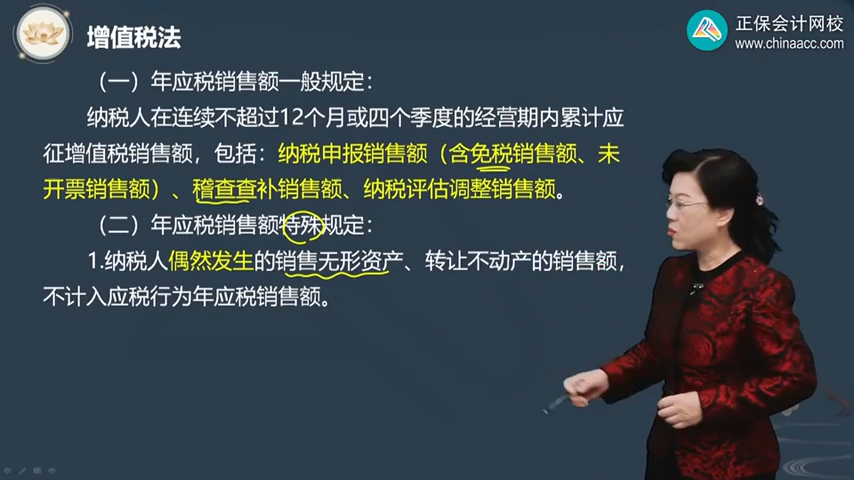 增值税法
正保会计网校
www.chinaacc.com
（一）年应税销售额一般规定：
纳税人在连续不超过12个月或四个季度的经营期内累计应
征增值税销售额，包括：纳税申报销售额（含免税销售额、未
开票销售额）、稽查查补销售额、纳税评估调整销售额。
（二）年应税销售额特殊规定：
1.纳税人偶然发生的销售无形资产、转让不动产的销售额，
不计入应税行为年应税销售额。